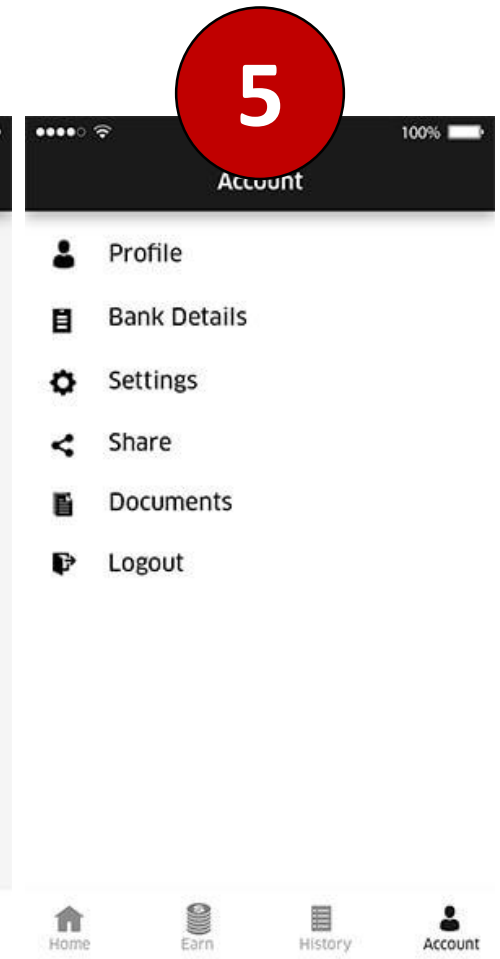 5
100%
Account
Profile
Bank Details
Settings
Share
Documents
Logout
Home
Earn
History
Account